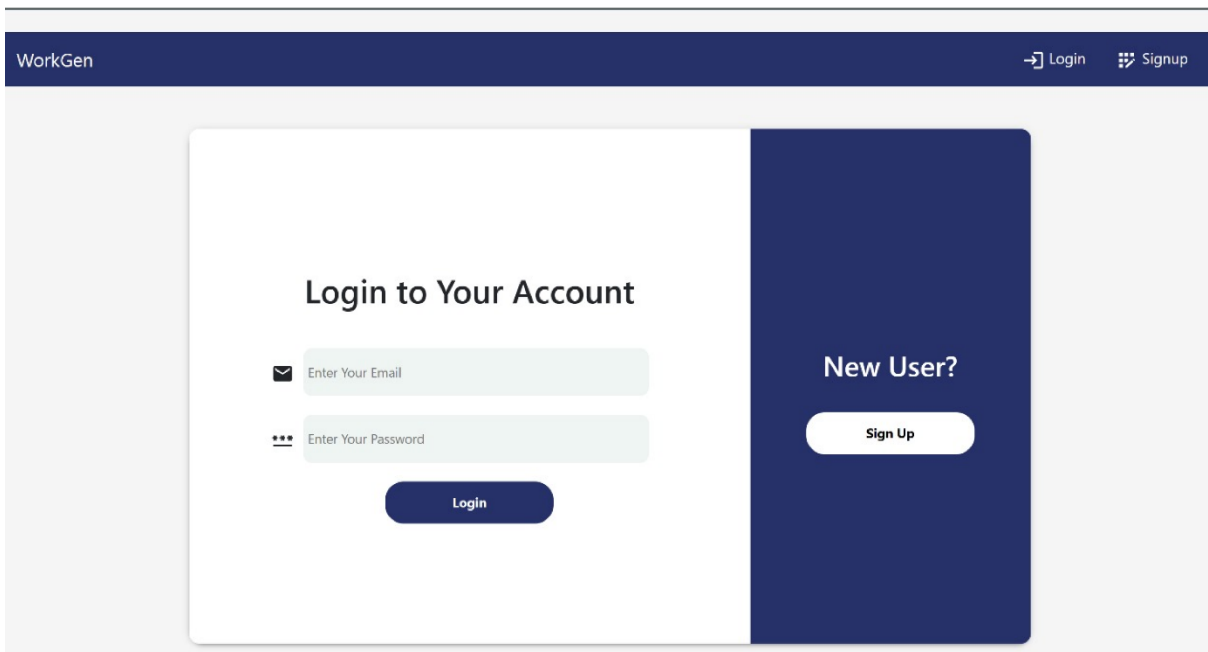 WorkGen
Login
Signup
Login to Your Account
Enter Your Email
Enter Your Password
Login
New User?
Sign Up